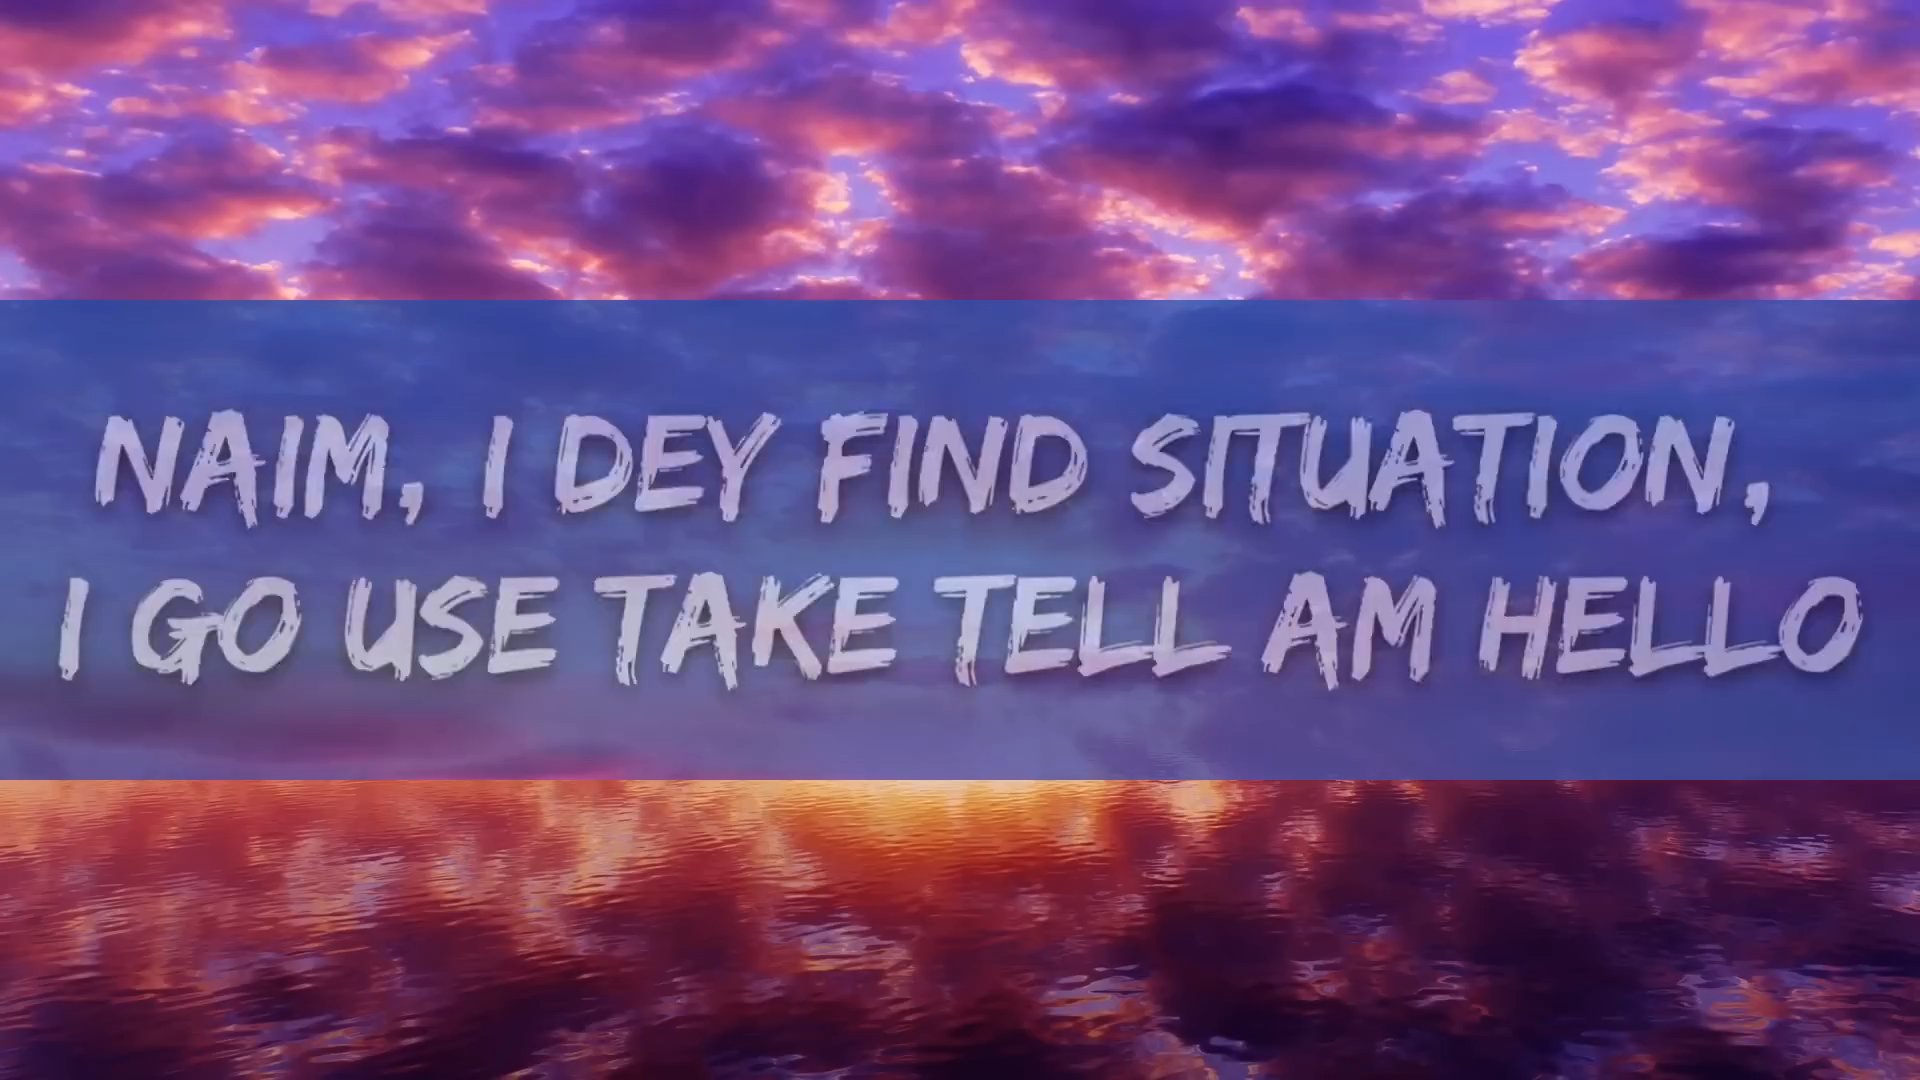 NAIM, I DEY FIND SITUATION,
I GO USE TAKE TELL AM HELLO